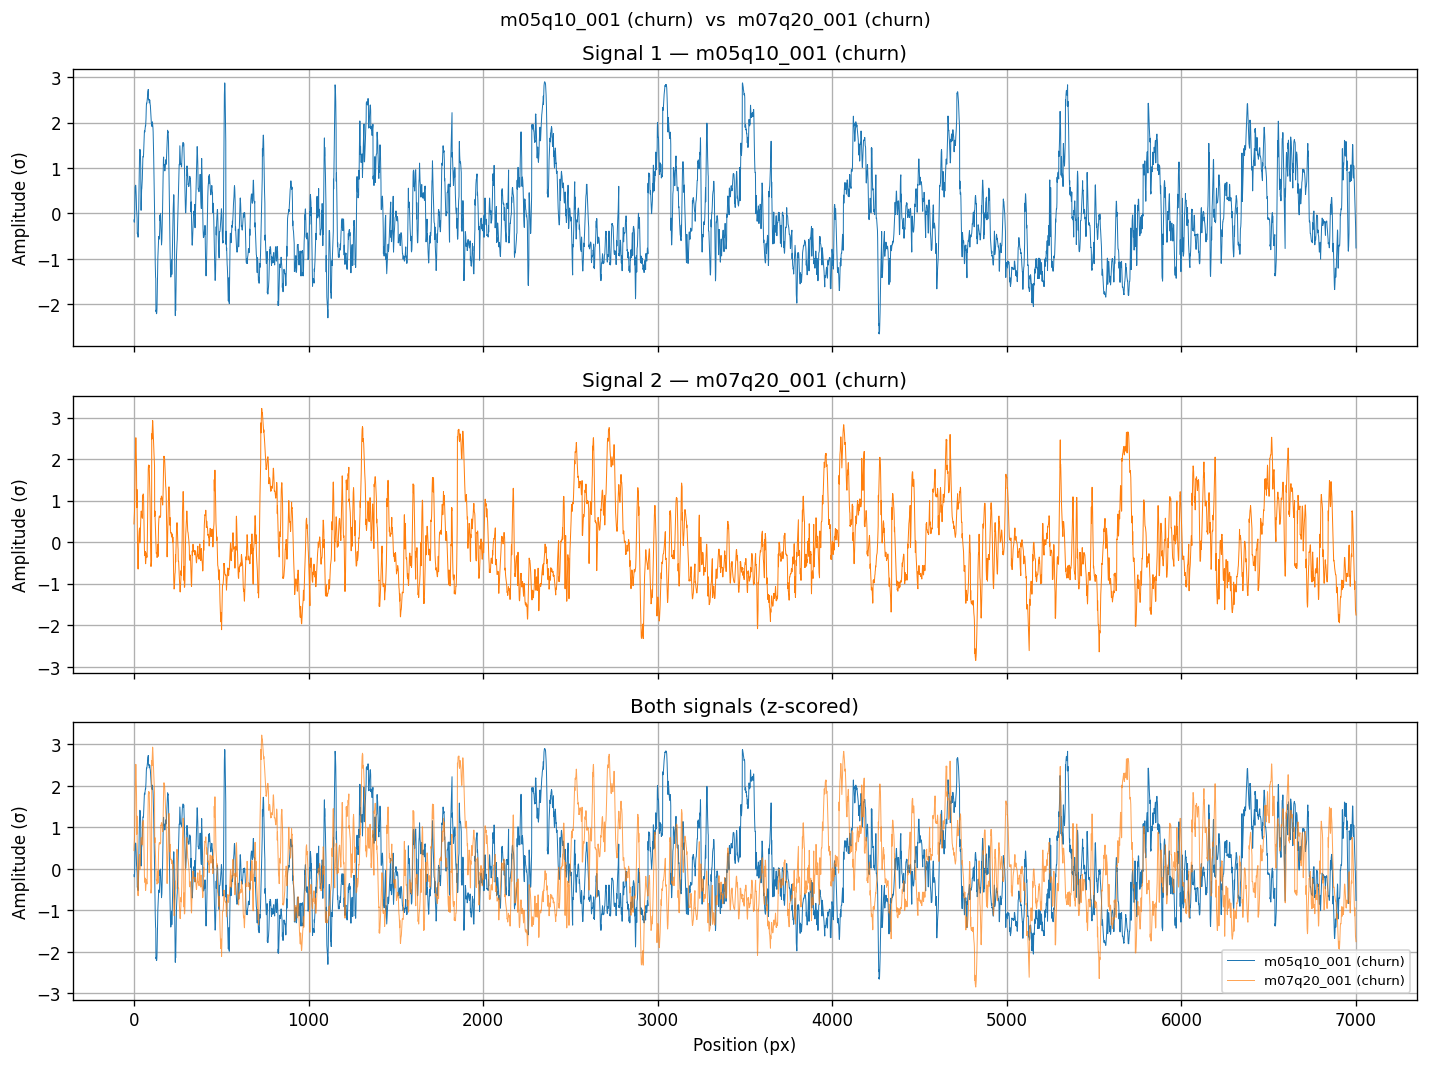 m05q10_001 (churn)  vs  m07q20_001 (churn)
Signal 1 — m05q10_001 (churn)
Amplitude (σ)
3
2
1
0
−1
−2
Signal 2 — m07q20_001 (churn)
Amplitude (σ)
3
2
1
0
−1
−2
−3
Both signals (z-scored)
Amplitude (σ)
3
2
1
0
−1
−2
−3
m05q10_001 (churn)
m07q20_001 (churn)
0 1000 2000 3000 4000 5000 6000 7000
Position (px)